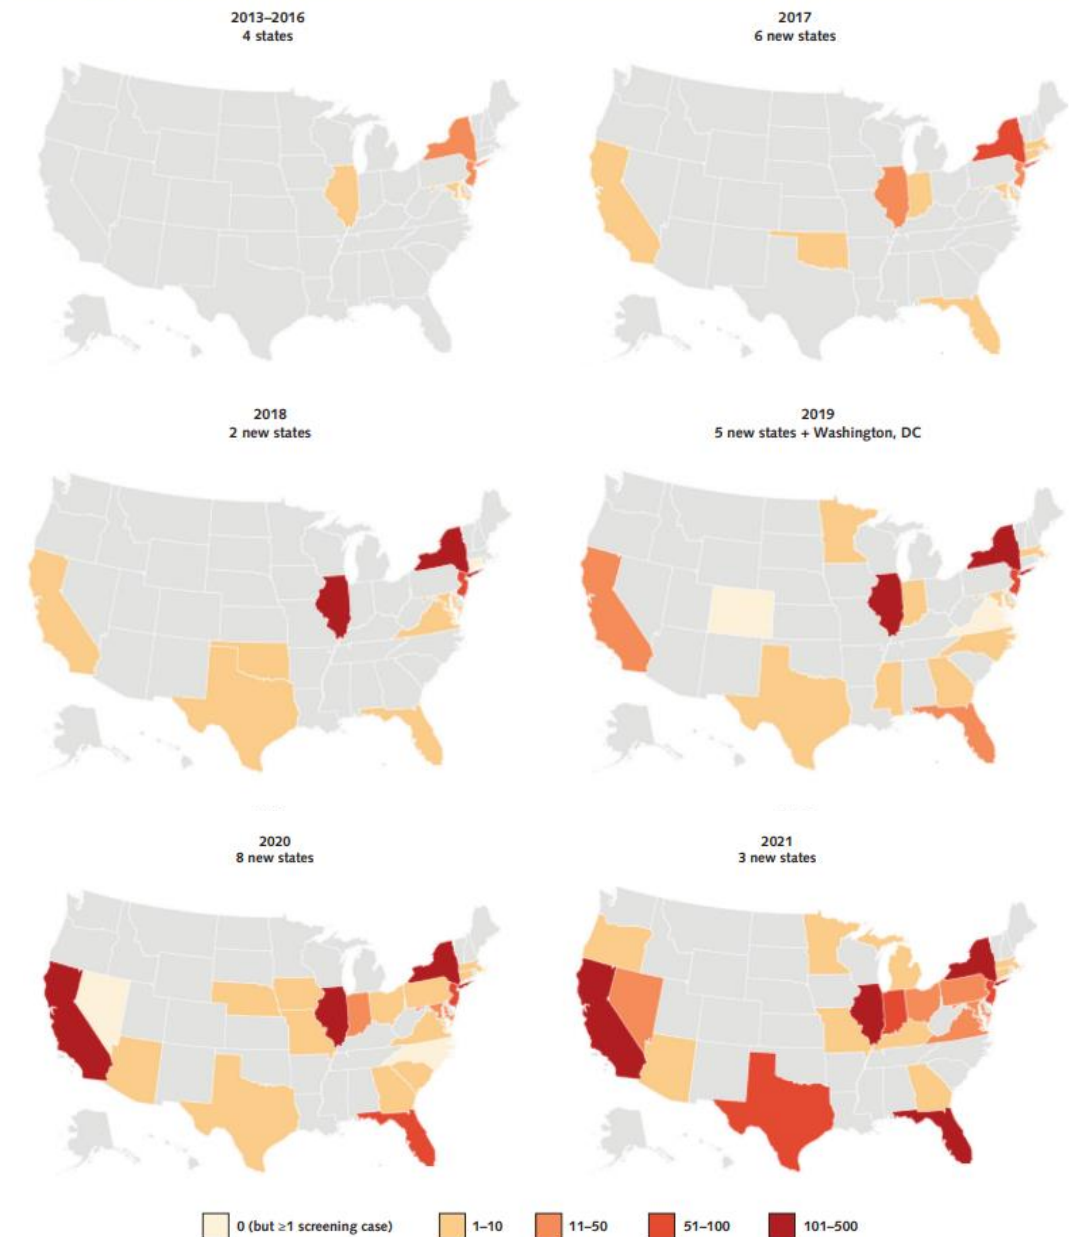 2013–2016
4 states
2017
6 new states
2018
2 new states
2019
5 new states + Washington, DC
2020
8 new states
2021
3 new states
0 (but ≥1 screening case)
1–10
11–50
51–100
101–500